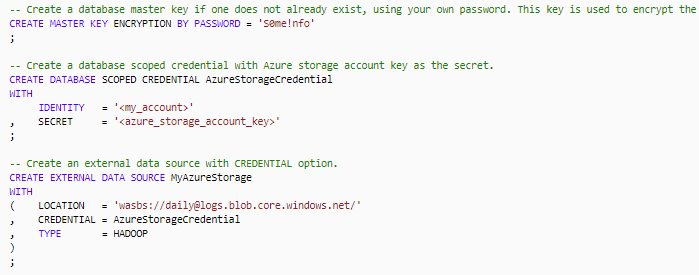 -- Create a database master key if one does not already exist, using your own password. This key is used to encrypt the
CREATE MASTER KEY ENCRYPTION BY PASSWORD = 'S0me!nfo'
;
-- Create a database scoped credential with Azure storage account key as the secret.
CREATE DATABASE SCOPED CREDENTIAL AzureStorageCredential
WITH
IDENTITY = '<my_account>'
, SECRET = '<azure_storage_account_key>'
;
-- Create an external data source with CREDENTIAL option.
CREATE EXTERNAL DATA SOURCE MyAzureStorage
WITH
( LOCATION = 'wasbs://daily@logs.blob.core.windows.net/'
, CREDENTIAL = AzureStorageCredential
, TYPE = HADOOP
)
;